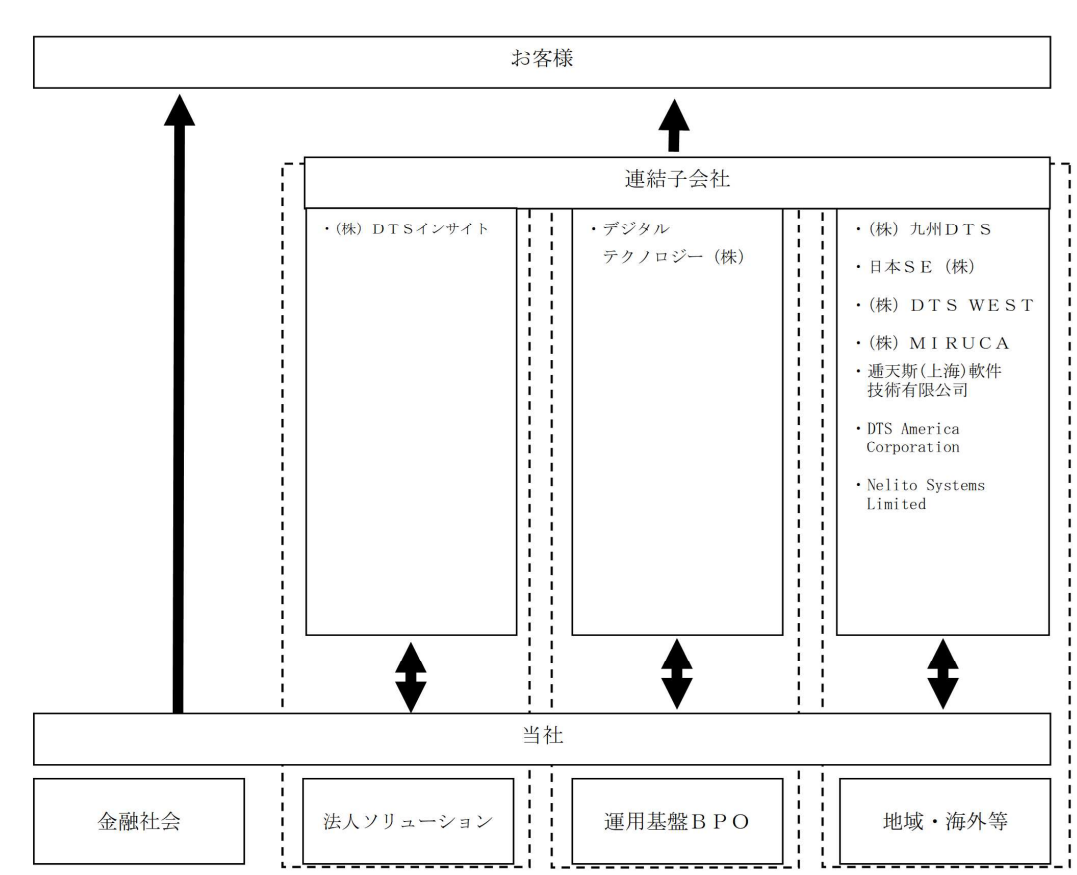 お客様
連結子会社
・(株)ＤＴＳインサイト
・デジタル
テクノロジー(株)
・(株)九州ＤＴＳ
・日本ＳＥ(株)
・(株)ＤＴＳ ＷＥＳＴ
・(株)ＭＩＲＵＣＡ
・逓天斯(上海)軟件
技術有限公司
・DTS America
Corporation
・Nelito Systems
Limited
当社
金融社会
法人ソリューション
運用基盤ＢＰＯ
地域・海外等